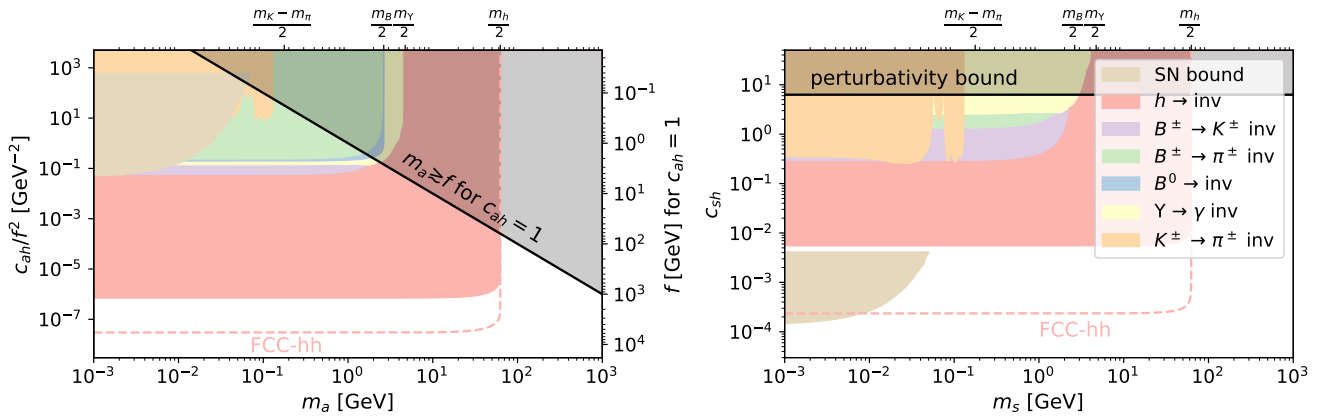 (m_K − m_π)/2 m_B/2 m_Υ/2 m_h/2
10^3
10^1
10^−1
10^−3
10^−5
10^−7
c_ah/f^2 [GeV^−2]
m_a ≳ f for c_ah = 1
FCC-hh
10^−1
10^0
10^1
10^2
10^3
10^4
f [GeV] for c_ah = 1
10^−3 10^−2 10^−1 10^0 10^1 10^2 10^3
m_a [GeV]
(m_K − m_π)/2 m_B/2 m_Υ/2 m_h/2
10^1
10^0
10^−1
10^−2
10^−3
10^−4
c_sh
perturbativity bound
SN bound
h → inv
B^± → K^± inv
B^± → π^± inv
B^0 → inv
Υ → γ inv
K^± → π^± inv
FCC-hh
10^−3 10^−2 10^−1 10^0 10^1 10^2 10^3
m_s [GeV]